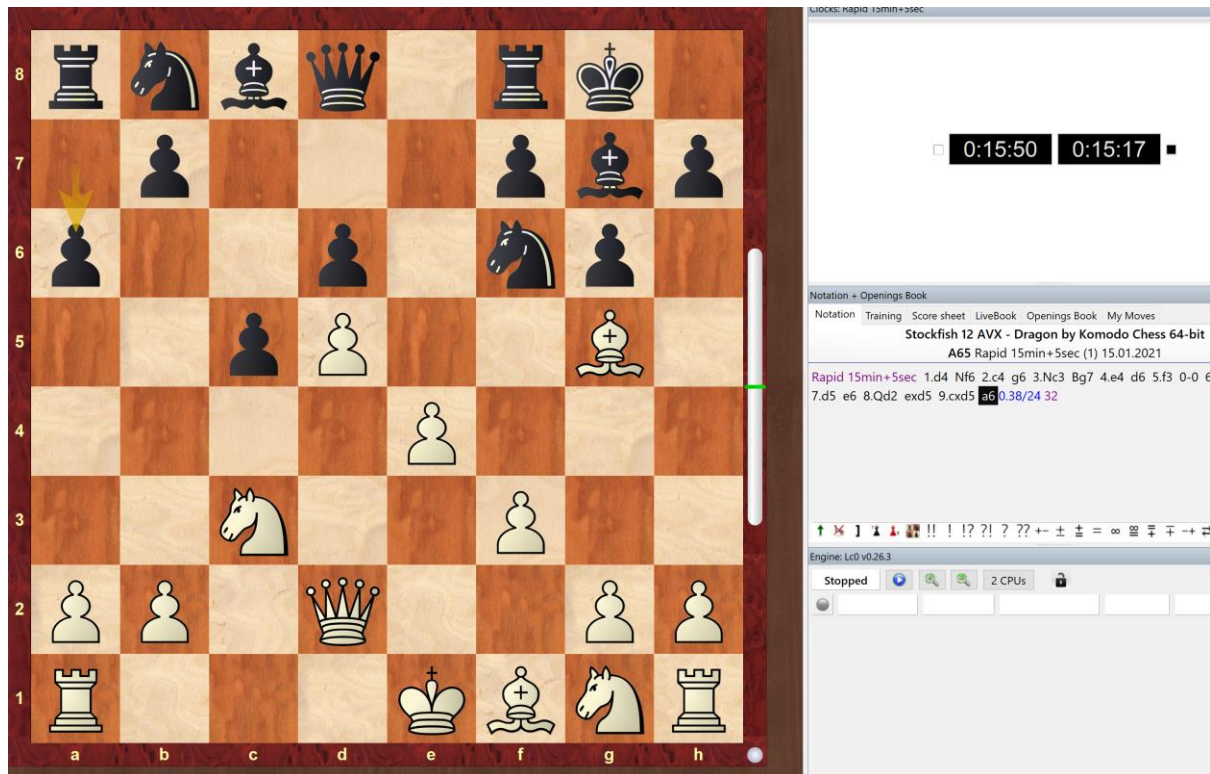 Clocks: Rapid 15min+5sec
8
7
6
5
4
3
2
1
a b c d e f g h
0:15:50 0:15:17
Notation + Openings Book
Notation Training Score sheet LiveBook Openings Book My Moves
Stockfish 12 AVX - Dragon by Komodo Chess 64-bit
A65 Rapid 15min+5sec (1) 15.01.2021
Rapid 15min+5sec 1.d4 Nf6 2.c4 g6 3.Nc3 Bg7 4.e4 d6 5.f3 0-0 6
7.d5 e6 8.Qd2 exd5 9.cxd5 a6 0.38/24 32
!! ! !? ?! ? ?? +- ± ⩲ = ∞ ⯹ ⩱ ∓ -+ ⇄
Engine: Lc0 v0.26.3
Stopped 2 CPUs